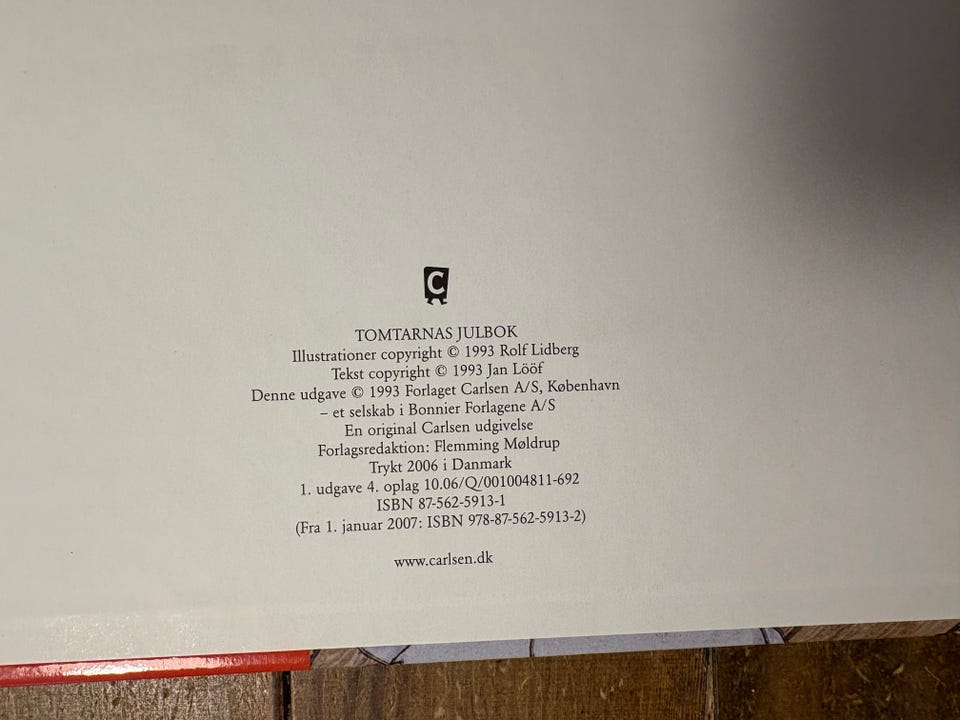 C
TOMTARNAS JULBOK
Illustrationer copyright © 1993 Rolf Lidberg
Tekst copyright © 1993 Jan Lööf
Denne udgave © 1993 Forlaget Carlsen A/S, København
– et selskab i Bonnier Forlagene A/S
En original Carlsen udgivelse
Forlagsredaktion: Flemming Møldrup
Trykt 2006 i Danmark
1. udgave 4. oplag 10.06/Q/001004811-692
ISBN 87-562-5913-1
(Fra 1. januar 2007: ISBN 978-87-562-5913-2)
www.carlsen.dk